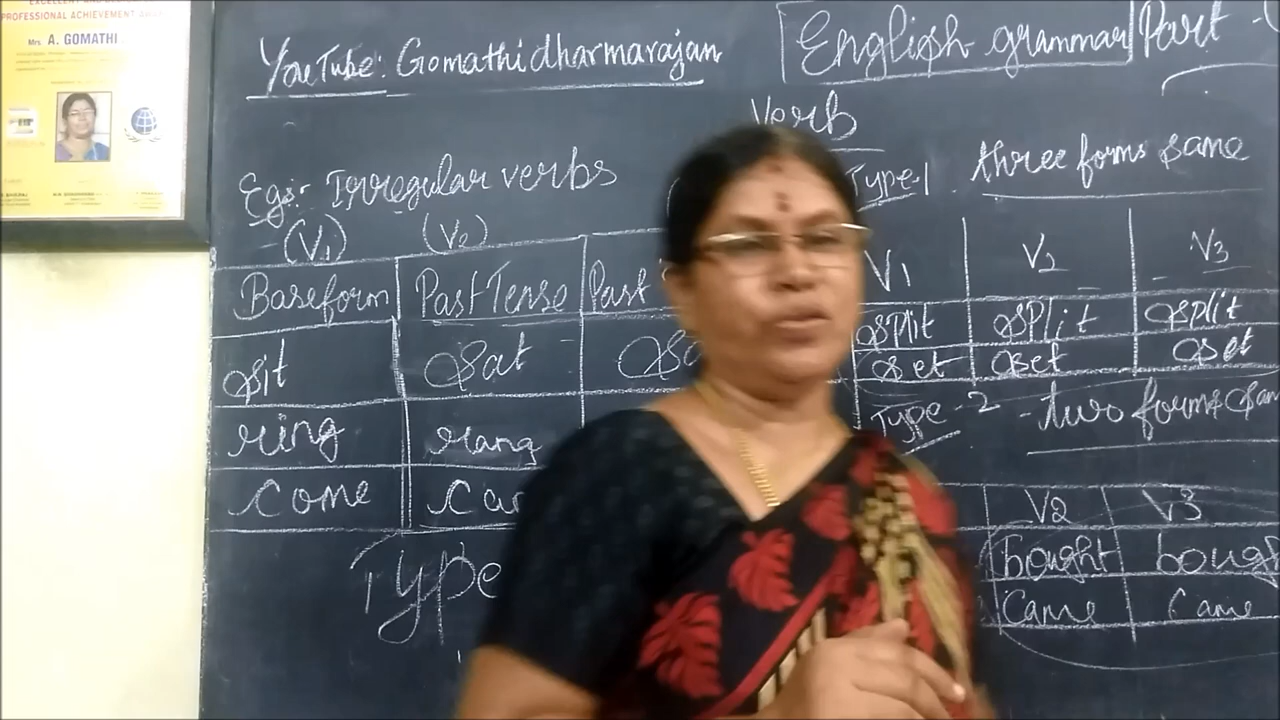 PROFESSIONAL ACHIEVEMENT
Mrs. A. GOMATHI
YouTube: Gomathidharmarajan
English grammar Part -
Verb
Egs:- Irregular verbs
Type-1 three forms same
(V1) (V2)
Baseform Past Tense Past
sit Sat
ring rang
come
Type
V1 V2 V3
split split split
set set set
Type - 2 - two forms
V2 V3
bought
Came Came